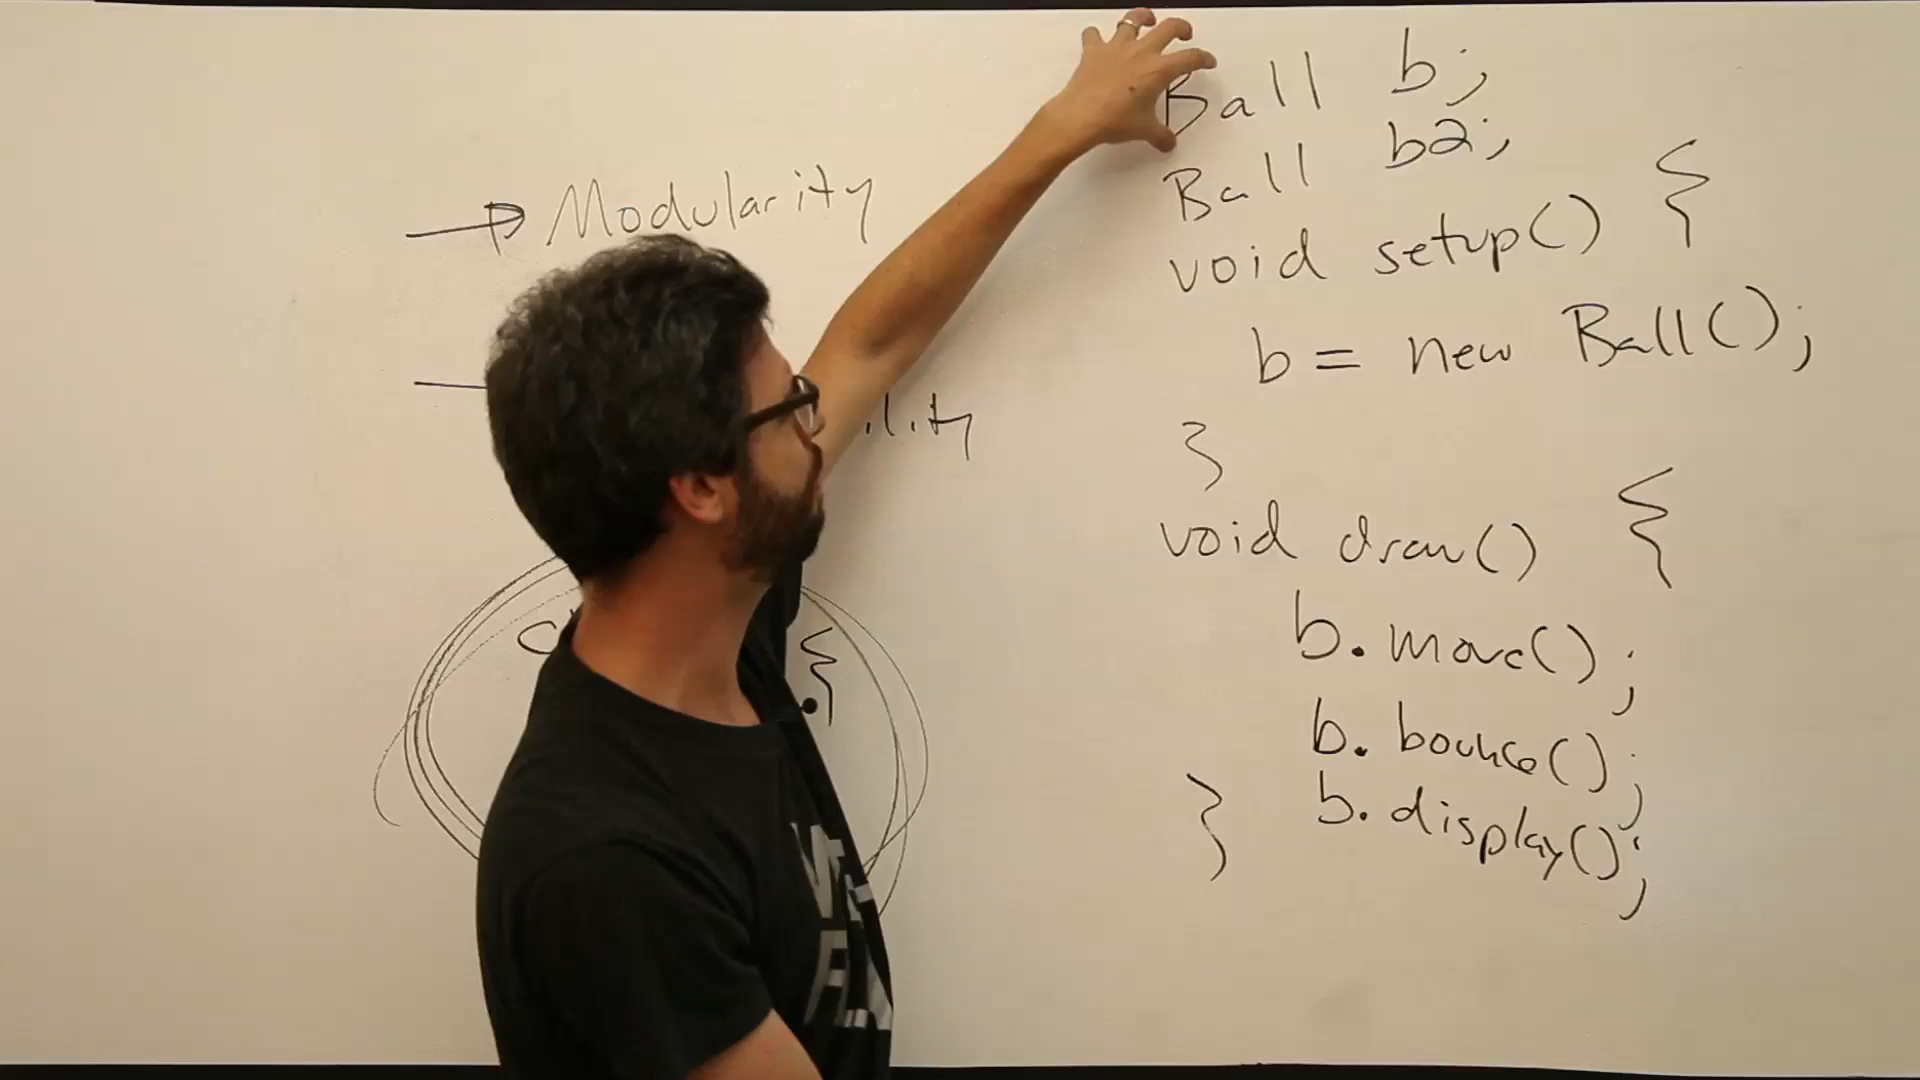 Modularity
Ball b;
Ball b2;
void setup() {
b = new Ball();
}
void draw() {
b.move();
b.bounce();
b.display();
}
{